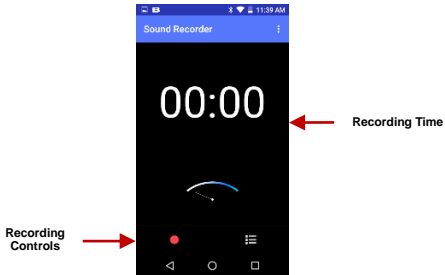 11:39 AM
Sound Recorder
00:00
Recording Time
Recording
Controls